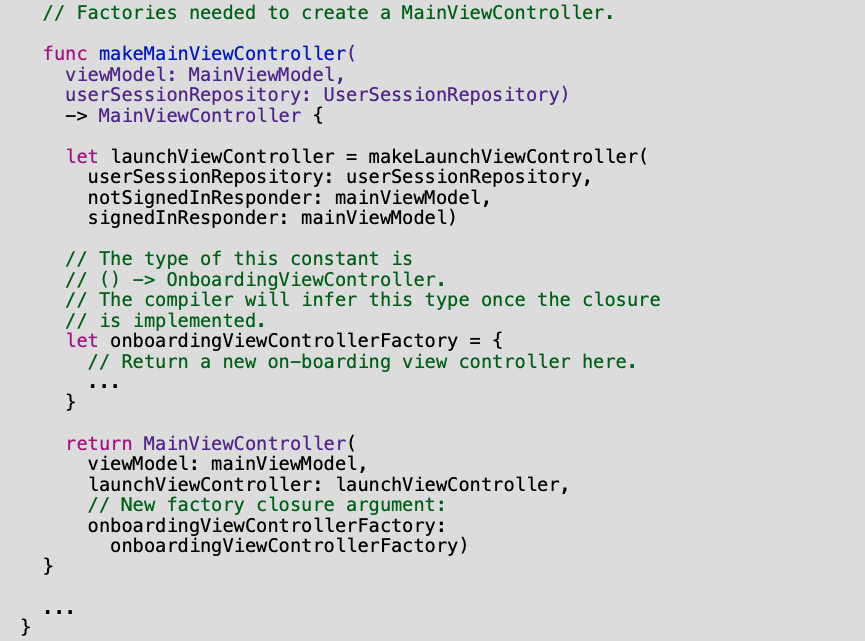 // Factories needed to create a MainViewController.
func makeMainViewController(
viewModel: MainViewModel,
userSessionRepository: UserSessionRepository)
-> MainViewController {
let launchViewController = makeLaunchViewController(
userSessionRepository: userSessionRepository,
notSignedInResponder: mainViewModel,
signedInResponder: mainViewModel)
// The type of this constant is
// () -> OnboardingViewController.
// The compiler will infer this type once the closure
// is implemented.
let onboardingViewControllerFactory = {
// Return a new on-boarding view controller here.
...
}
return MainViewController(
viewModel: mainViewModel,
launchViewController: launchViewController,
// New factory closure argument:
onboardingViewControllerFactory:
onboardingViewControllerFactory)
}
...
}